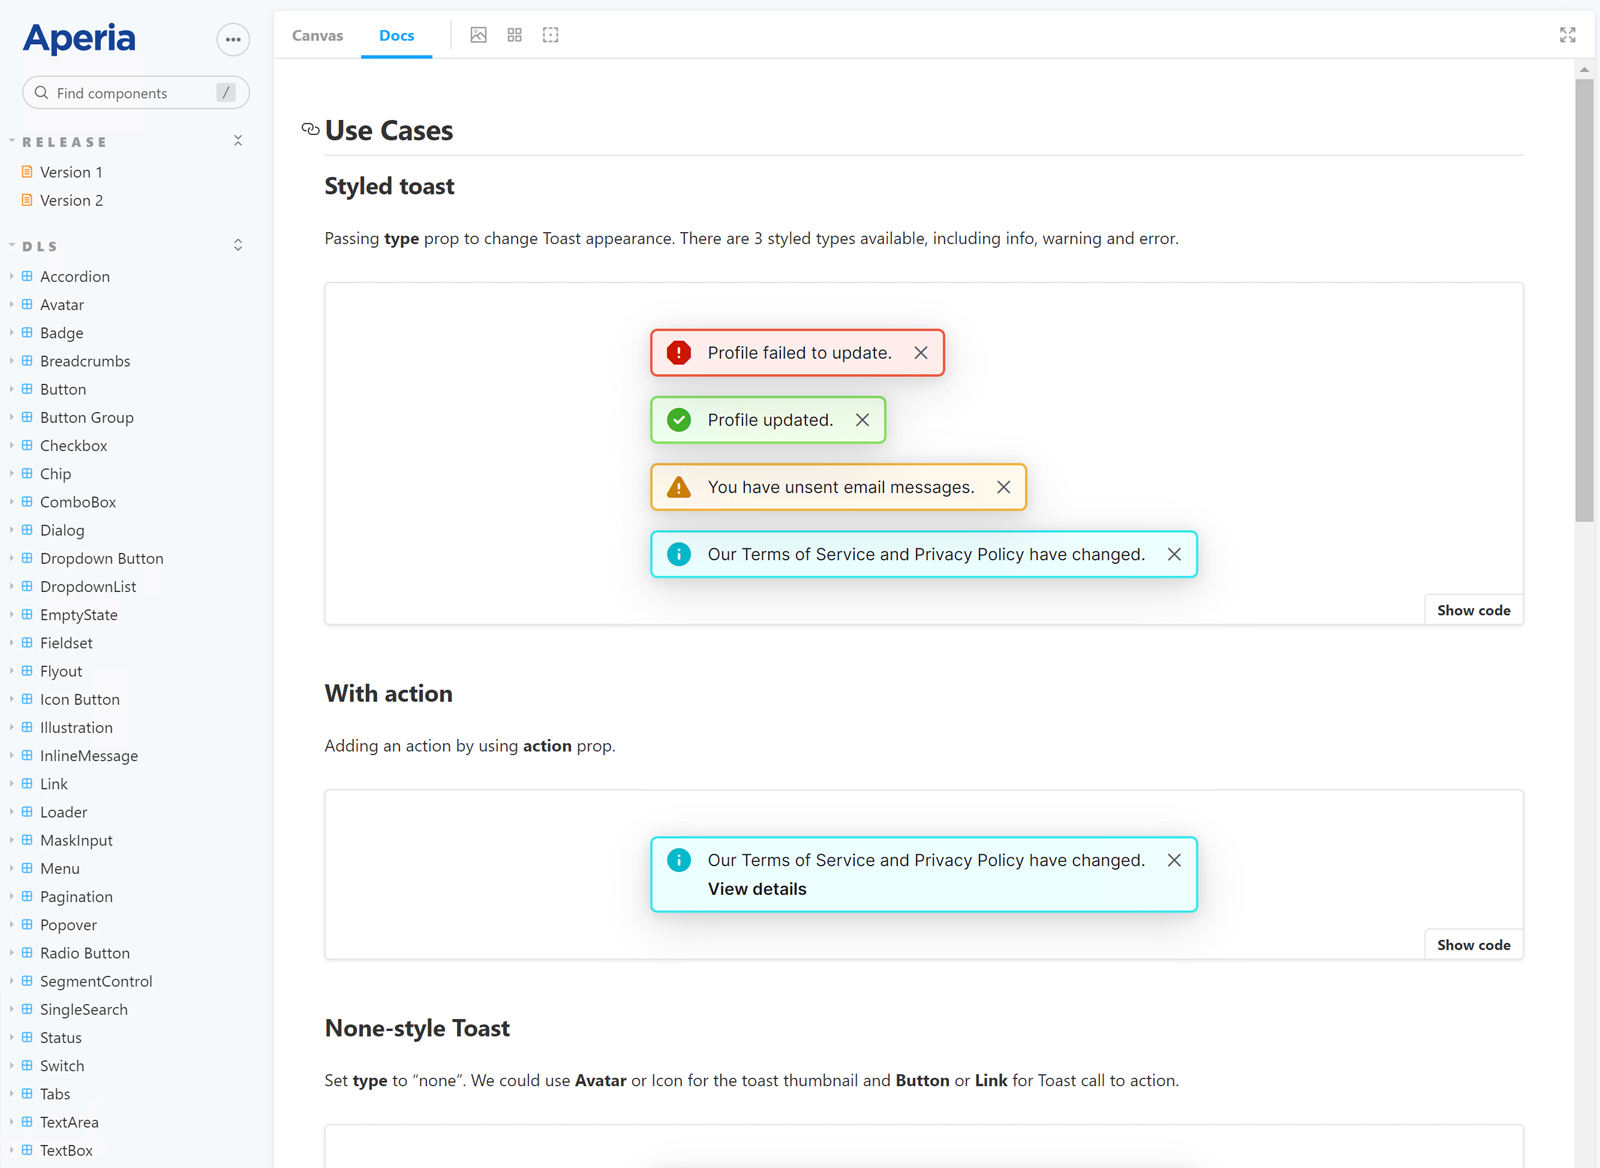 Aperia
Find components /
RELEASE
Version 1
Version 2
DLS
Accordion
Avatar
Badge
Breadcrumbs
Button
Button Group
Checkbox
Chip
ComboBox
Dialog
Dropdown Button
DropdownList
EmptyState
Fieldset
Flyout
Icon Button
Illustration
InlineMessage
Link
Loader
MaskInput
Menu
Pagination
Popover
Radio Button
SegmentControl
SingleSearch
Status
Switch
Tabs
TextArea
TextBox
Canvas Docs
Use Cases
Styled toast
Passing type prop to change Toast appearance. There are 3 styled types available, including info, warning and error.
Profile failed to update.
Profile updated.
You have unsent email messages.
Our Terms of Service and Privacy Policy have changed.
Show code
With action
Adding an action by using action prop.
Our Terms of Service and Privacy Policy have changed.
View details
Show code
None-style Toast
Set type to “none”. We could use Avatar or Icon for the toast thumbnail and Button or Link for Toast call to action.